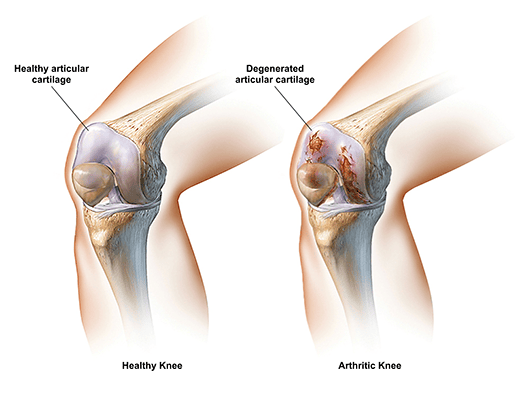 Healthy articular
cartilage
Degenerated
articular cartilage
Healthy Knee
Arthritic Knee